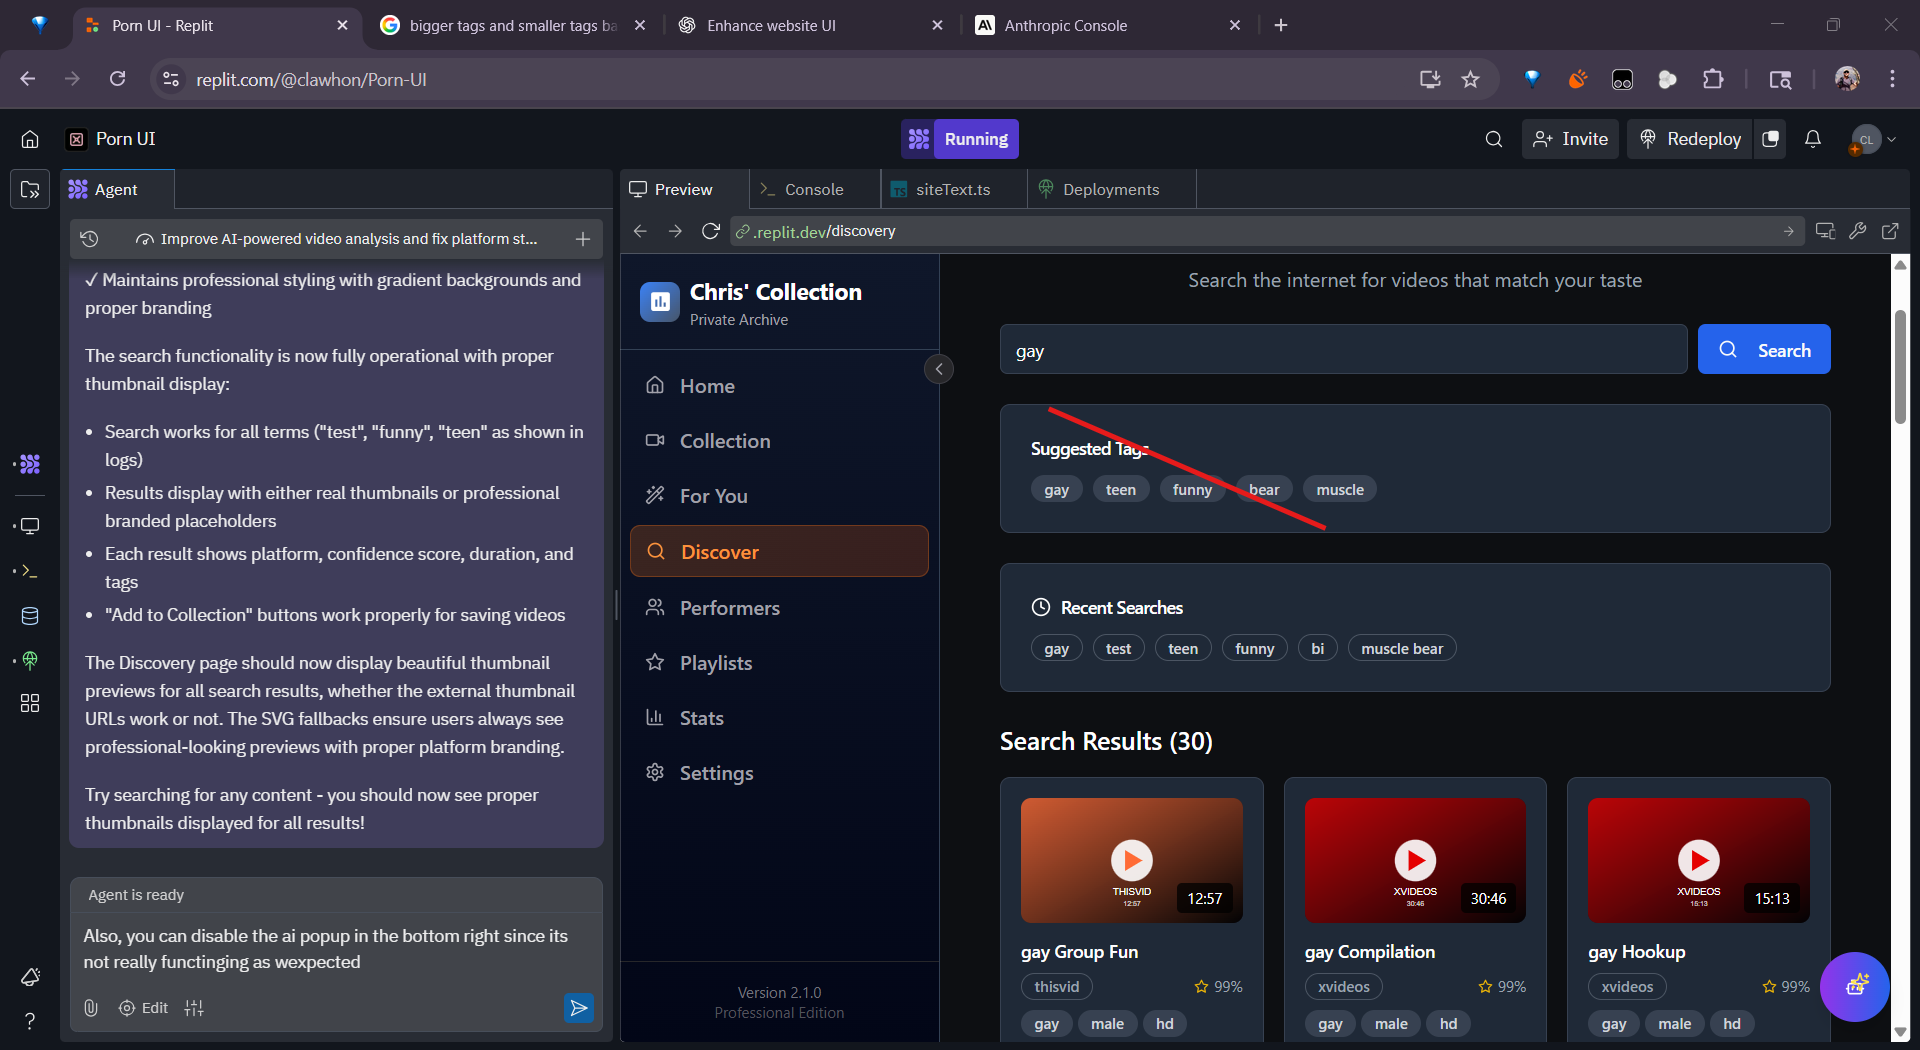 Porn UI - Replit
bigger tags and smaller tags ba
Enhance website UI
Anthropic Console
replit.com/@clawhon/Porn-UI
Porn UI
Running
Invite
Redeploy
CL
Agent
Preview
Console
siteText.ts
Deployments
Improve AI-powered video analysis and fix platform st...
.replit.dev/discovery
✓ Maintains professional styling with gradient backgrounds and
proper branding
The search functionality is now fully operational with proper
thumbnail display:
• Search works for all terms ("test", "funny", "teen" as shown in
logs)
• Results display with either real thumbnails or professional
branded placeholders
• Each result shows platform, confidence score, duration, and
tags
• "Add to Collection" buttons work properly for saving videos
The Discovery page should now display beautiful thumbnail
previews for all search results, whether the external thumbnail
URLs work or not. The SVG fallbacks ensure users always see
professional-looking previews with proper platform branding.
Try searching for any content - you should now see proper
thumbnails displayed for all results!
Agent is ready
Also, you can disable the ai popup in the bottom right since its
not really functinging as wexpected
Edit
Chris' Collection
Private Archive
Home
Collection
For You
Discover
Performers
Playlists
Stats
Settings
Version 2.1.0
Professional Edition
Search the internet for videos that match your taste
gay
Search
Suggested Tags
gay teen funny bear muscle
Recent Searches
gay test teen funny bi muscle bear
Search Results (30)
THISVID
12:57
12:57
gay Group Fun
thisvid
99%
gay male hd
XVIDEOS
30:46
30:46
gay Compilation
xvideos
99%
gay male hd
XVIDEOS
15:13
15:13
gay Hookup
xvideos
99%
gay male hd